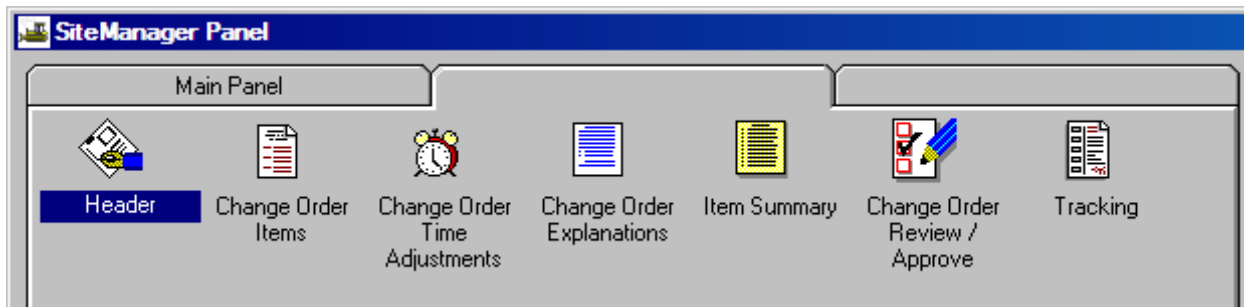 SiteManager Panel
Main Panel
Header
Change Order
Items
Change Order
Time
Adjustments
Change Order
Explanations
Item Summary
Change Order
Review /
Approve
Tracking